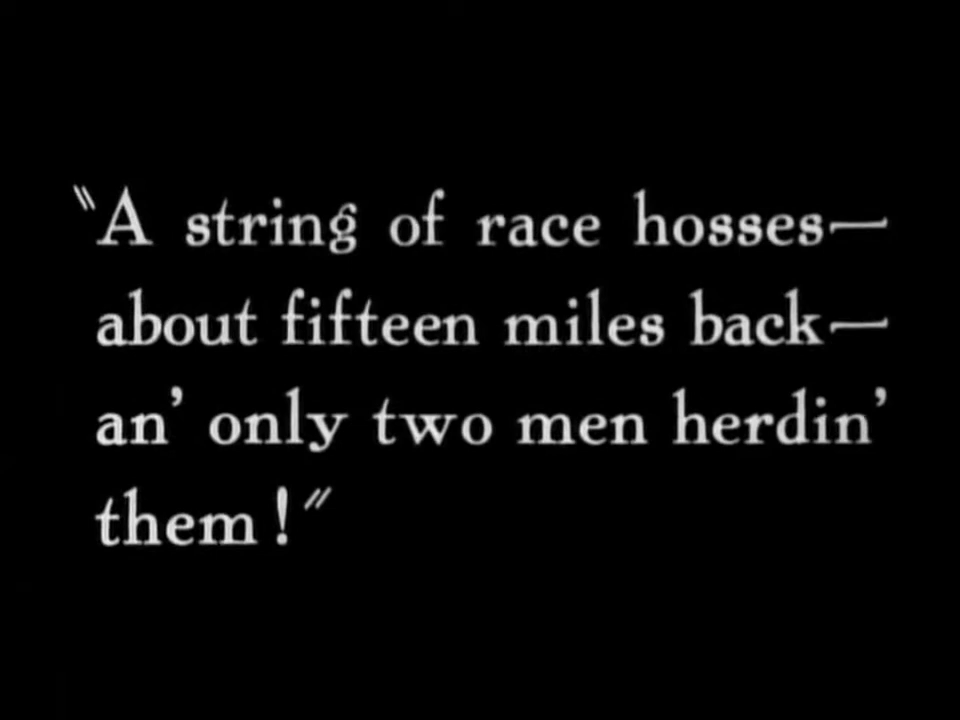 "A string of race hosses—
about fifteen miles back—
an' only two men herdin'
them!"